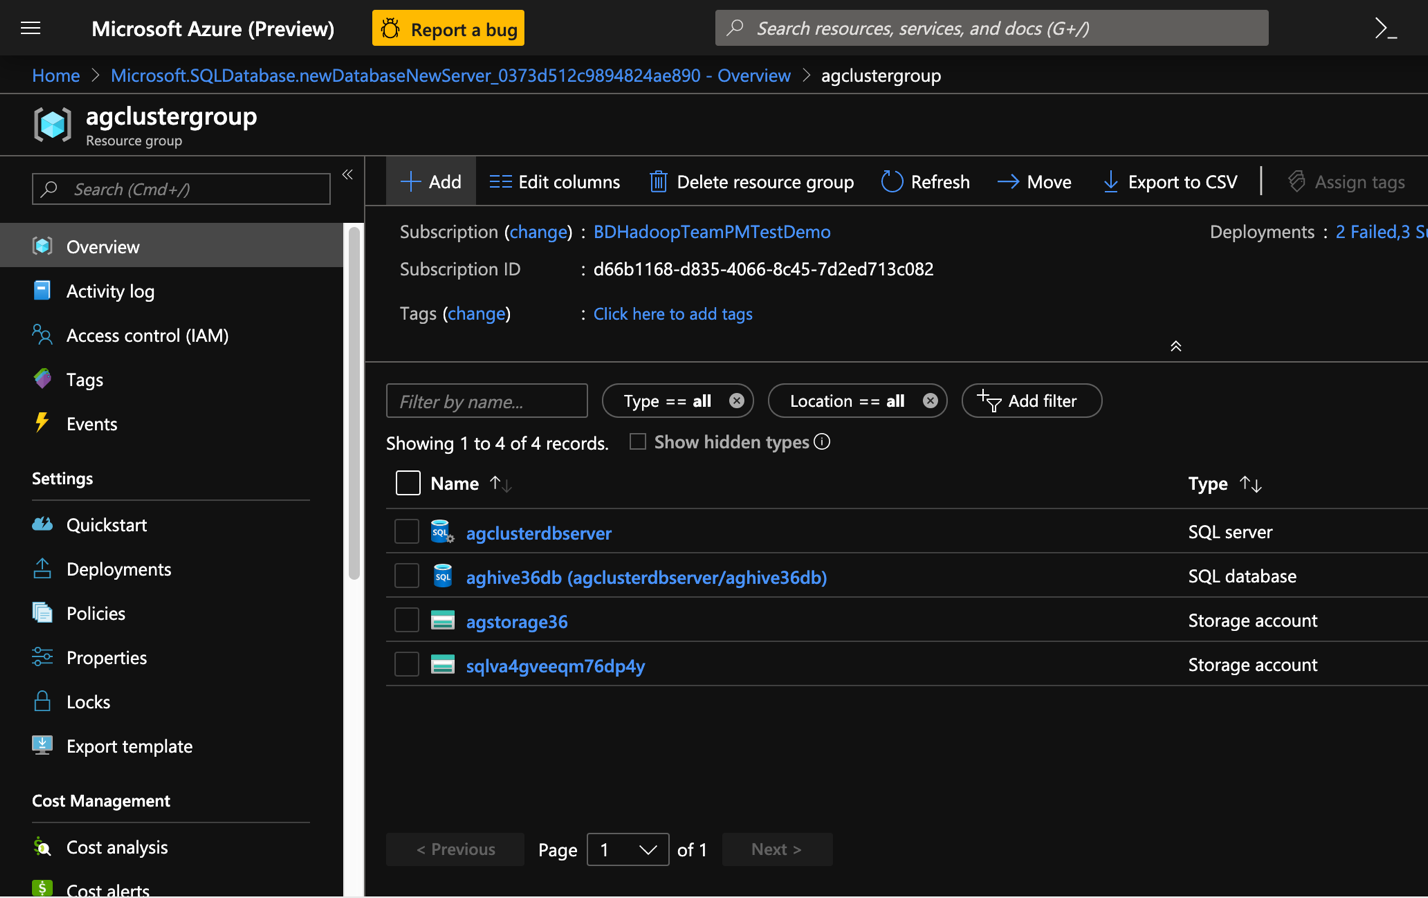 Microsoft Azure (Preview) Report a bug Search resources, services, and docs (G+/)
Home > Microsoft.SQLDatabase.newDatabaseNewServer_0373d512c9894824ae890 - Overview > agclustergroup
agclustergroup
Resource group
Search (Cmd+/)
Overview
Activity log
Access control (IAM)
Tags
Events
Settings
Quickstart
Deployments
Policies
Properties
Locks
Export template
Cost Management
Cost analysis
Cost alerts
Add Edit columns Delete resource group Refresh Move Export to CSV Assign tags
Subscription (change) : BDHadoopTeamPMTestDemo Deployments : 2 Failed,3 Su
Subscription ID : d66b1168-d835-4066-8c45-7d2ed713c082
Tags (change) : Click here to add tags
Filter by name... Type == all Location == all Add filter
Showing 1 to 4 of 4 records. Show hidden types
Name Type
SQL agclusterdbserver SQL server
SQL aghive36db (agclusterdbserver/aghive36db) SQL database
agstorage36 Storage account
sqlva4gveeqm76dp4y Storage account
< Previous Page 1 of 1 Next >